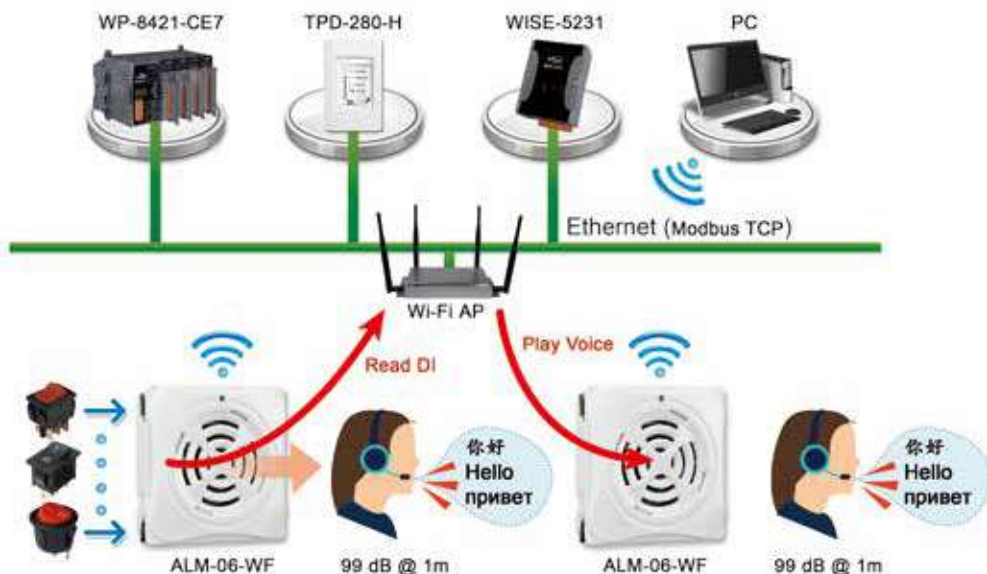 WP-8421-CE7
TPD-280-H
WISE-5231
PC
Ethernet (Modbus TCP)
Wi-Fi AP
Read DI
Play Voice
你好
Hello
привет
你好
Hello
привет
ALM-06-WF
99 dB @ 1m
ALM-06-WF
99 dB @ 1m